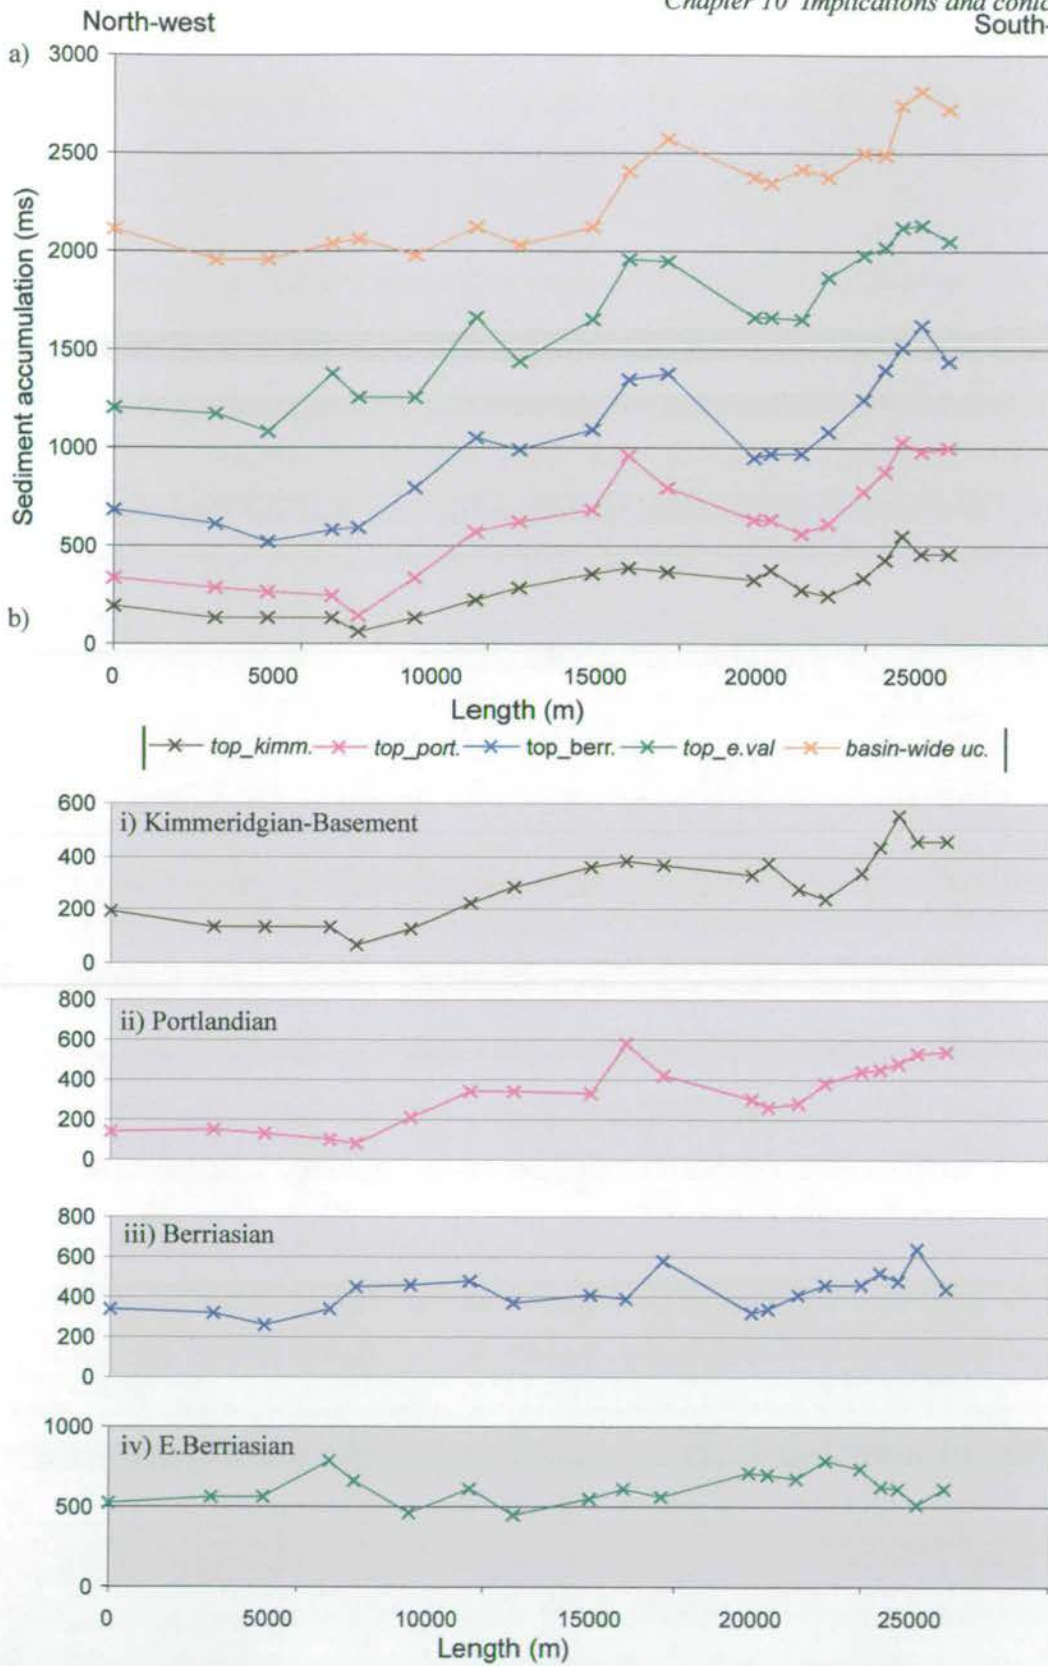 Chapter 10 Implications and
North-west
South-
a)
3000
2500
2000
1500
1000
500
0
Sediment accumulation (ms)
b)
0 5000 10000 15000 20000 25000
Length (m)
top_kimm. top_port. top_berr. top_e.val basin-wide uc.
600
400
200
0
i) Kimmeridgian-Basement
800
600
400
200
0
ii) Portlandian
800
600
400
200
0
iii) Berriasian
1000
500
0
iv) E.Berriasian
0 5000 10000 15000 20000 25000
Length (m)